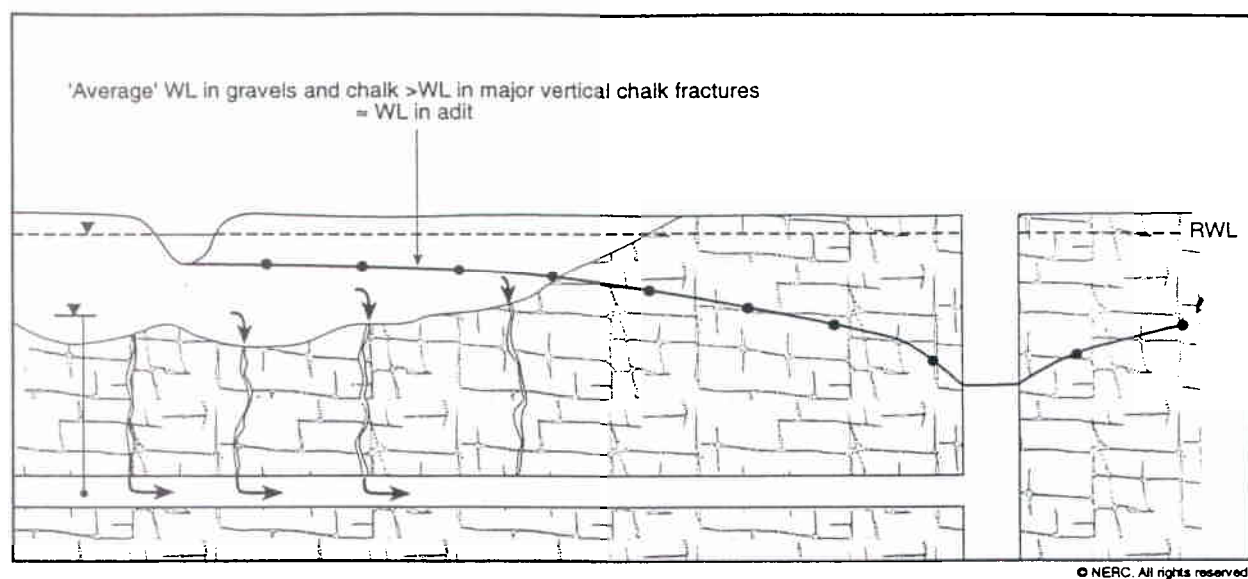 'Average' WL in gravels and chalk >WL in major vertical chalk fractures
= WL in adit
RWL
© NERC. All rights reserved